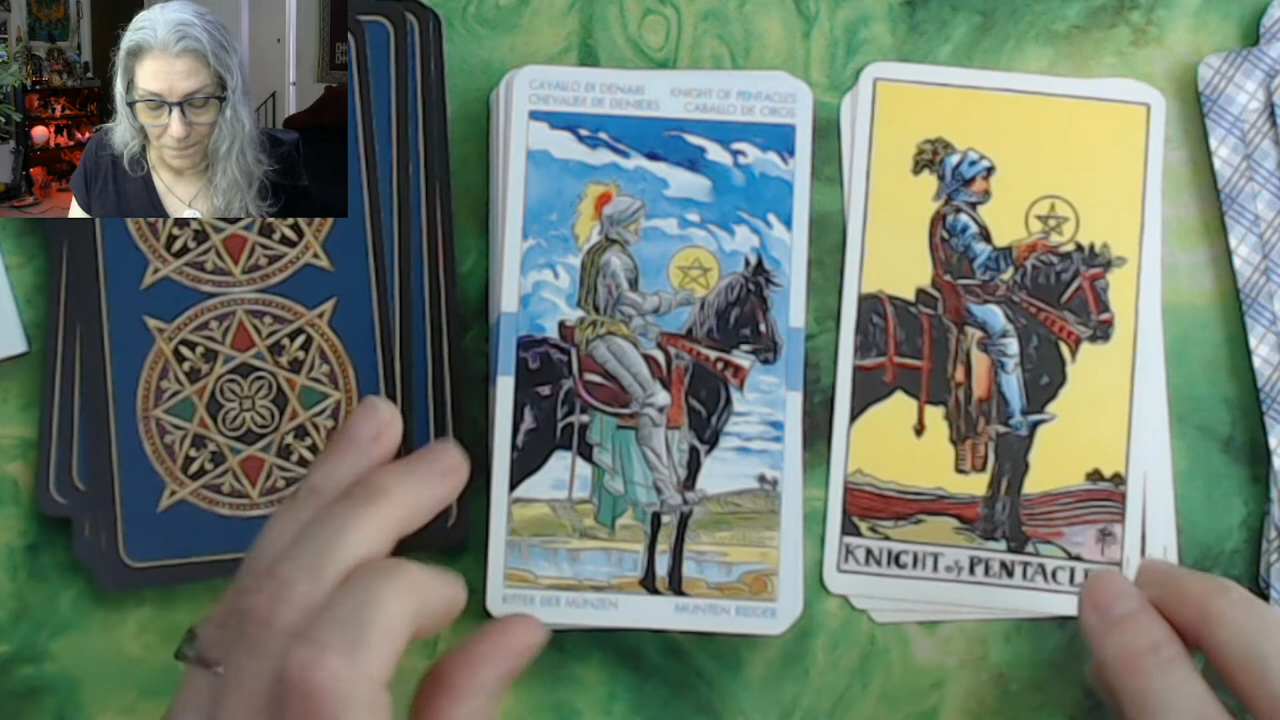 CAVALLO DI DENARI KNIGHT OF PENTACLES
CHEVALIER DE DENIERS CABALLO DE OROS
RITTER DER MÜNZEN MUNTEN RIDDER
KNIGHT of PENTACLE